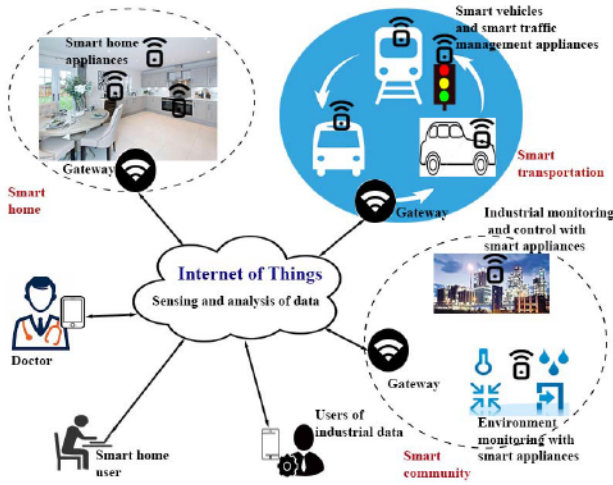 Smart home
appliances
Gateway
Smart
home
Smart vehicles
and smart traffic
management appliances
Smart
transportation
Gateway
Industrial monitoring
and control with
smart appliances
Internet of Things
Sensing and analysis of data
Doctor
Gateway
Smart home
user
Users of
industrial data
Environment
monitoring with
smart appliances
Smart
community